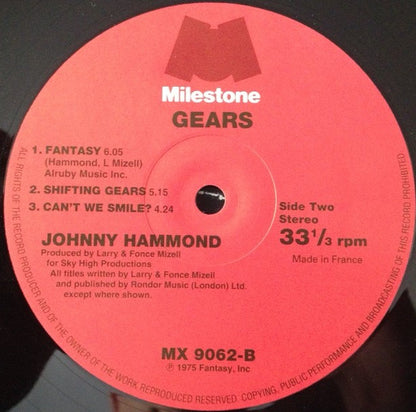 Milestone
GEARS
1. FANTASY 6.05
(Hammond, L Mizell)
Alruby Music Inc.
2. SHIFTING GEARS 5.15
3. CAN'T WE SMILE? 4.24
Side Two
Stereo
33 1/3 rpm
Made in France
JOHNNY HAMMOND
Produced by Larry & Fonce Mizell
for Sky High Productions
All titles written by Larry & Fonce Mizell
and published by Rondor Music (London) Ltd.
except where shown.
MX 9062-B
℗ 1975 Fantasy, Inc
ALL RIGHTS OF THE RECORD PRODUCER AND OF THE OWNER OF THE WORK REPRODUCED RESERVED. COPYING, PUBLIC PERFORMANCE AND BROADCASTING OF THIS RECORD PROHIBITED